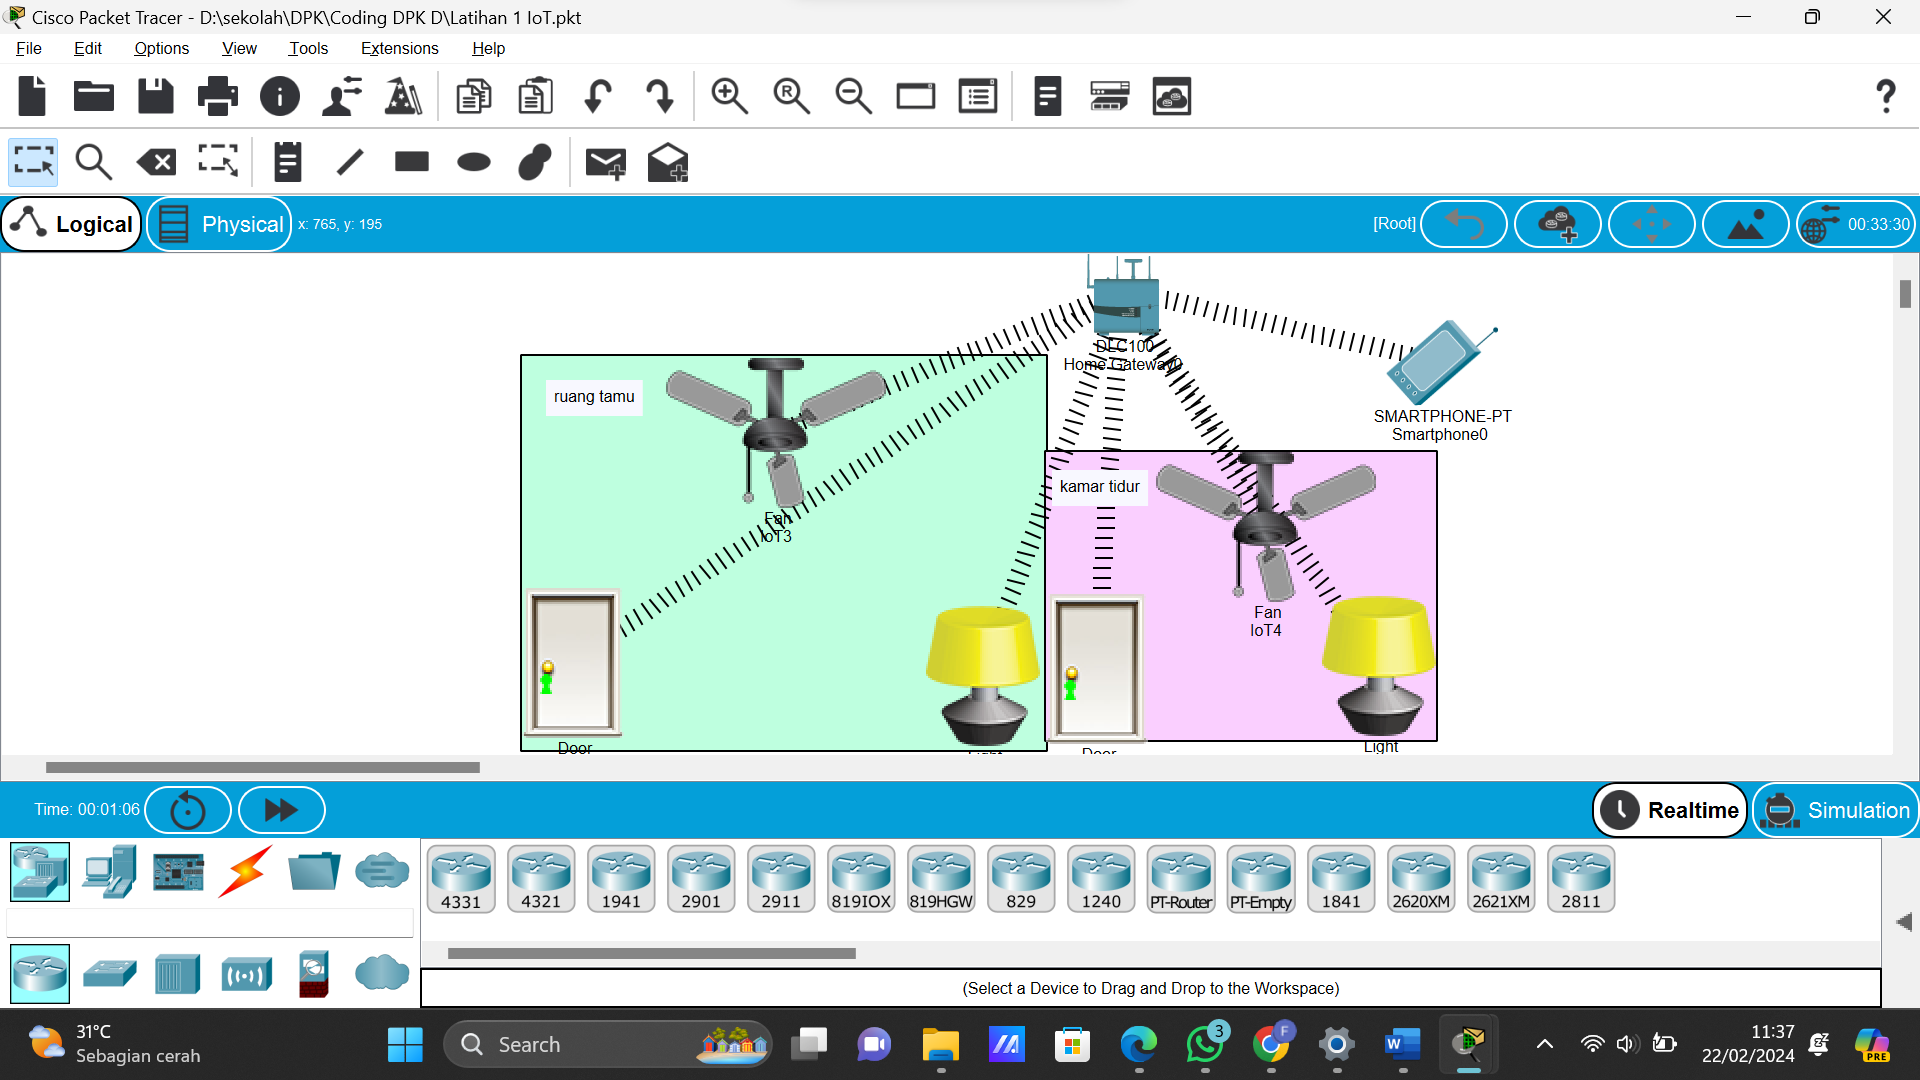 Cisco Packet Tracer - D:\sekolah\DPK\Coding DPK D\Latihan 1 IoT.pkt
File Edit Options View Tools Extensions Help
Logical Physical x: 765, y: 195 [Root] 00:33:30
DLC100
Home Gateway0
ruang tamu
SMARTPHONE-PT
Smartphone0
kamar tidur
Fan
IoT3
Fan
IoT4
Door
Light
Door
Light
Time: 00:01:06 Realtime Simulation
4331 4321 1941 2901 2911 819IOX 819HGW 829 1240 PT-Router PT-Empty 1841 2620XM 2621XM 2811
(Select a Device to Drag and Drop to the Workspace)
31°C
Sebagian cerah
Search
3
F
W
PRE
11:37
22/02/2024